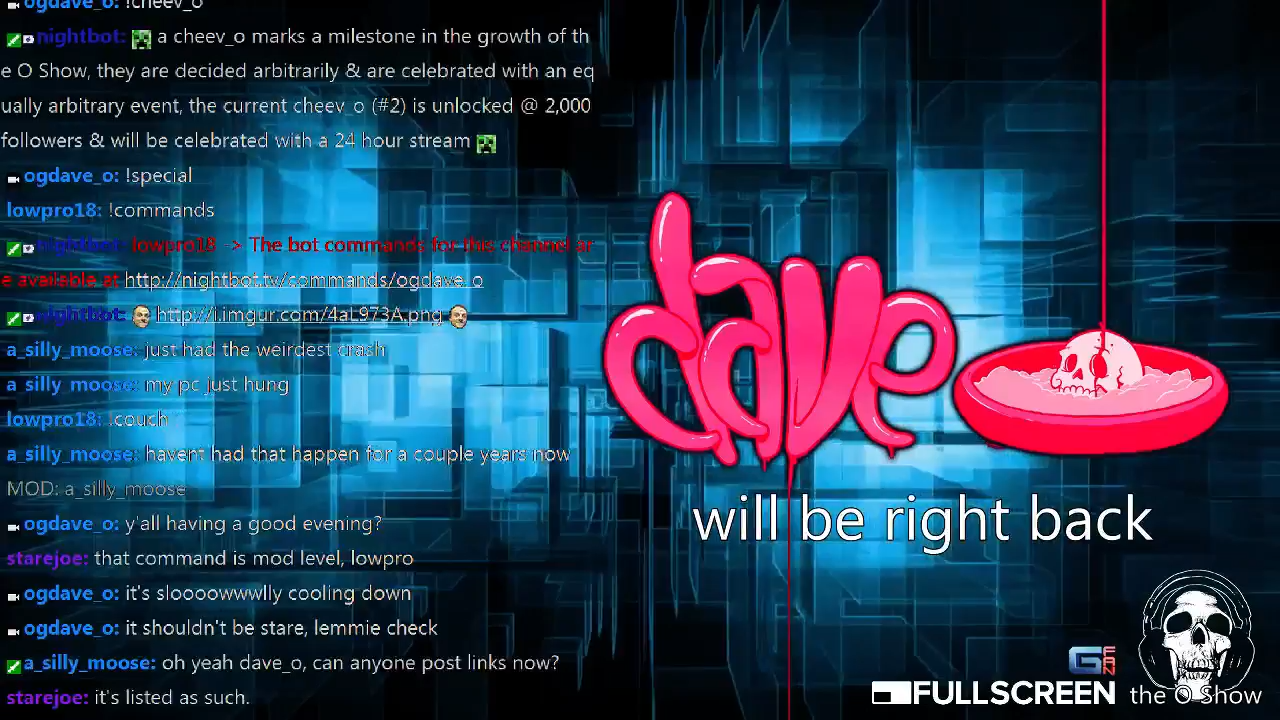 ogdave_o: !cheev_o
nightbot: a cheev_o marks a milestone in the growth of th
e O Show, they are decided arbitrarily & are celebrated with an eq
ually arbitrary event, the current cheev_o (#2) is unlocked @ 2,000
followers & will be celebrated with a 24 hour stream
ogdave_o: !special
lowpro18: !commands
nightbot: lowpro18 -> The bot commands for this channel ar
e available at http://nightbot.tv/commands/ogdave_o
nightbot: http://i.imgur.com/4aL973A.png
a_silly_moose: just had the weirdest crash
a_silly_moose: my pc just hung
lowpro18: !couch
a_silly_moose: havent had that happen for a couple years now
MOD: a_silly_moose
ogdave_o: y'all having a good evening?
starejoe: that command is mod level, lowpro
ogdave_o: it's sloooowwwlly cooling down
ogdave_o: it shouldn't be stare, lemmie check
a_silly_moose: oh yeah dave_o, can anyone post links now?
starejoe: it's listed as such.
dave
will be right back
G FAN
FULLSCREEN
the O Show